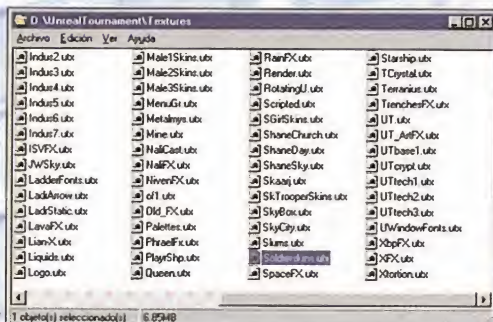 D:\UnrealTournament\Textures
Archivo Edición Ver Ayuda
Indus2.utx
Indus3.utx
Indus4.utx
Indus5.utx
Indus6.utx
Indus7.utx
ISVFX.utx
JWSky.utx
LadderFonts.utx
LadrArrow.utx
LadrStatic.utx
LavaFX.utx
Lian-X.utx
Liquids.utx
Logo.utx
Male1Skins.utx
Male2Skins.utx
Male3Skins.utx
MenuGr.utx
Metalmys.utx
Mine.utx
NaliCast.utx
NaliFX.utx
NivenFX.utx
ol1.utx
Old_FX.utx
Palettes.utx
PhraelFx.utx
PlayrShp.utx
Queen.utx
RainFX.utx
Render.utx
RotatingU.utx
Scripted.utx
SGirlSkins.utx
ShaneChurch.utx
ShaneDay.utx
ShaneSky.utx
Skaarj.utx
SkTrooperSkins.utx
SkyBox.utx
SkyCity.utx
Slums.utx
Soldierskins.utx
SpaceFX.utx
Starship.utx
TCrystal.utx
Terranius.utx
TrenchesFX.utx
UT.utx
UT_ArtFX.utx
UTbase1.utx
UTcrypt.utx
UTtech1.utx
UTtech2.utx
UTtech3.utx
UWindowFonts.utx
XbpFX.utx
XFX.utx
Xtortion.utx
1 objeto(s) seleccionado(s) 6.85MB